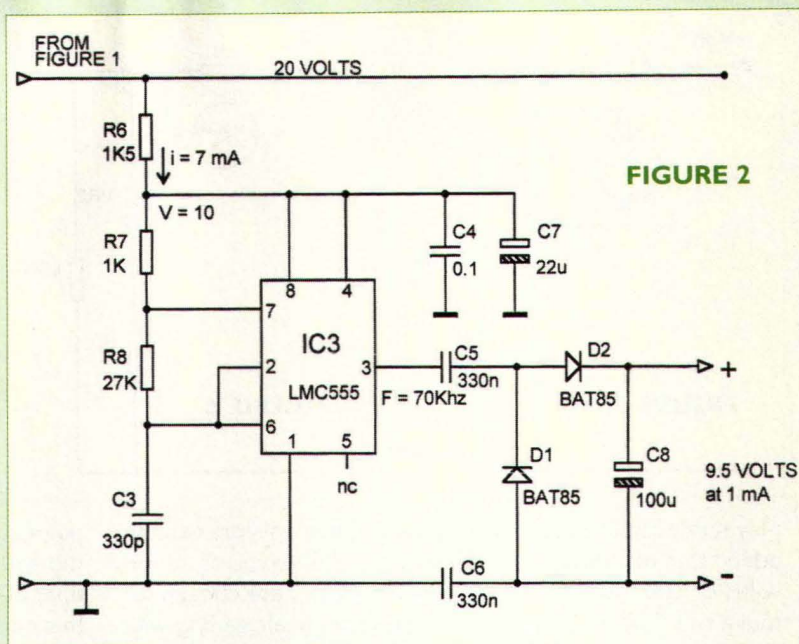 FROM
FIGURE 1
20 VOLTS
R6
1K5
i = 7 mA
FIGURE 2
V = 10
R7
1K
C4
0.1
C7
22u
8
4
7
IC3
R8
27K
2
3
C5
330n
D2
BAT85
+
LMC555
F = 70Khz
6
1
5
nc
D1
BAT85
C8
100u
9.5 VOLTS
at 1 mA
C3
330p
C6
330n
-